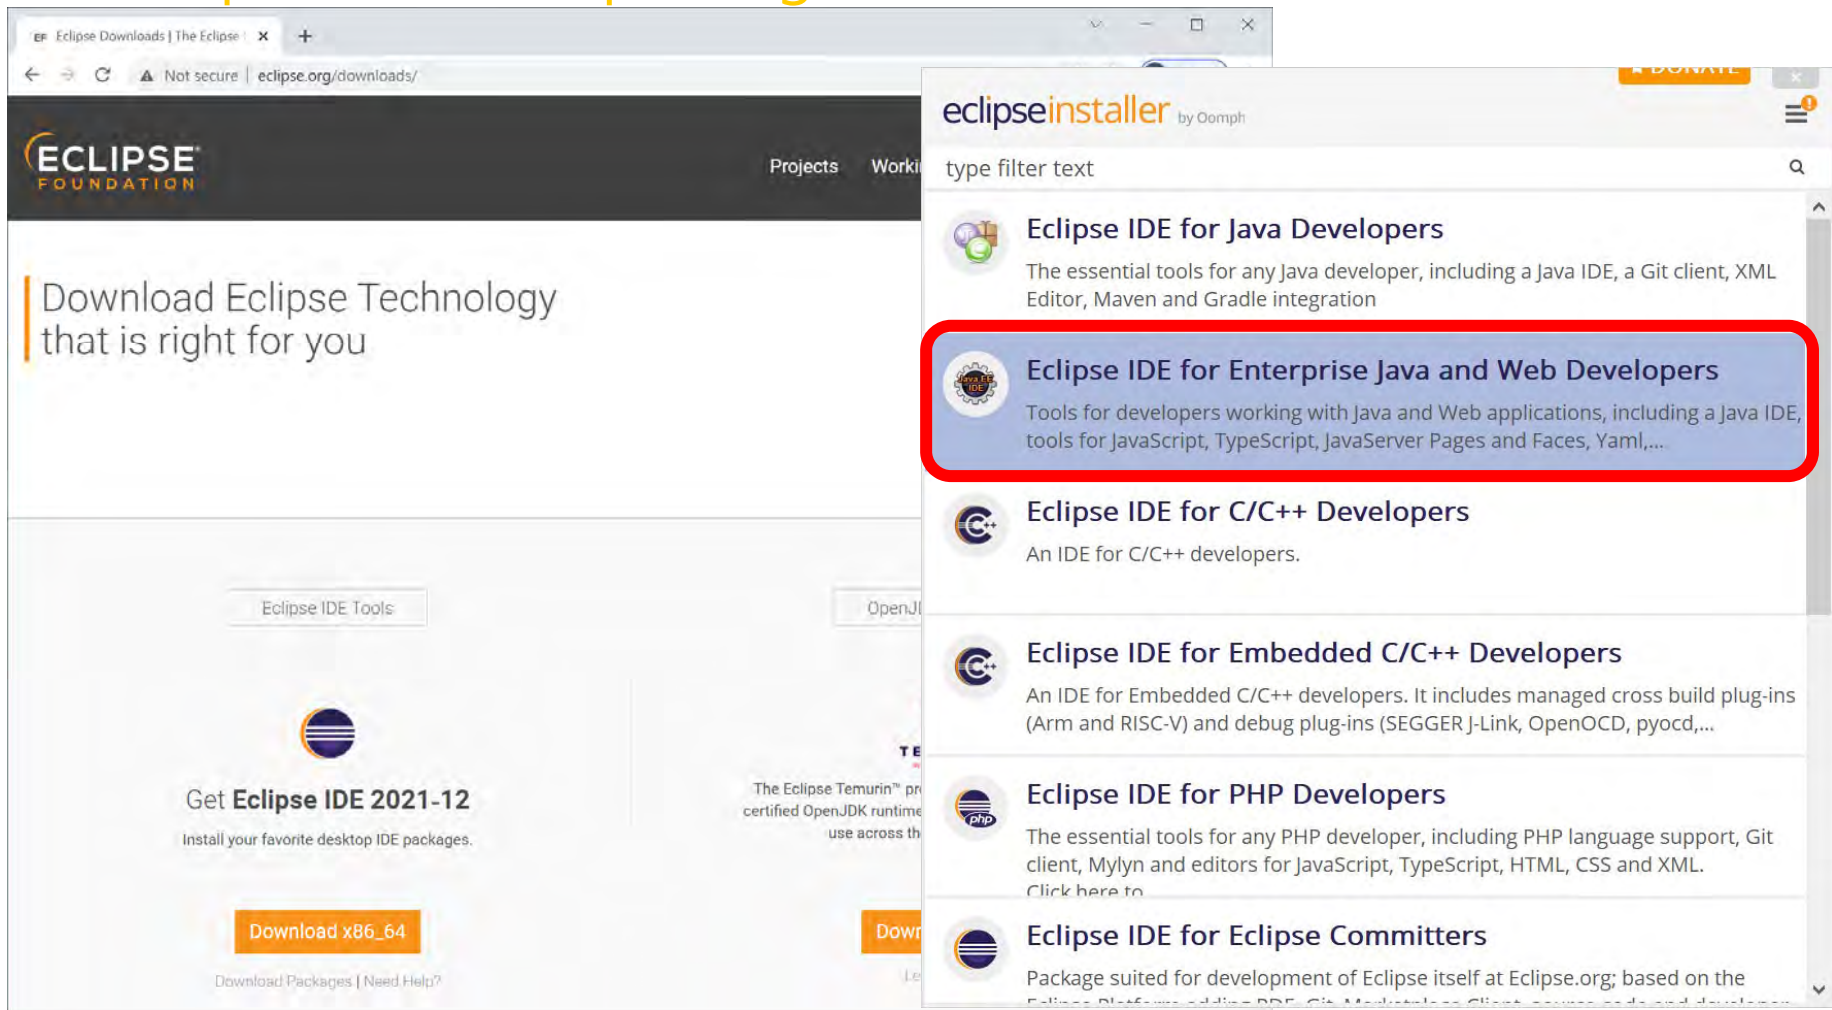 EF Eclipse Downloads | The Eclipse
Not secure | eclipse.org/downloads/
ECLIPSE
FOUNDATION
Projects
Download Eclipse Technology
that is right for you
Eclipse IDE Tools
Get Eclipse IDE 2021-12
Install your favorite desktop IDE packages.
Download x86_64
Download Packages | Need Help?
The Eclipse Temurin™
certified OpenJDK runtime
use across
DONATE
eclipseinstaller by Oomph
type filter text
Eclipse IDE for Java Developers
The essential tools for any Java developer, including a Java IDE, a Git client, XML
Editor, Maven and Gradle integration
Java EE
IDE
Eclipse IDE for Enterprise Java and Web Developers
Tools for developers working with Java and Web applications, including a Java IDE,
tools for JavaScript, TypeScript, JavaServer Pages and Faces, Yaml,...
Eclipse IDE for C/C++ Developers
An IDE for C/C++ developers.
Eclipse IDE for Embedded C/C++ Developers
An IDE for Embedded C/C++ developers. It includes managed cross build plug-ins
(Arm and RISC-V) and debug plug-ins (SEGGER J-Link, OpenOCD, pyocd,...
php
Eclipse IDE for PHP Developers
The essential tools for any PHP developer, including PHP language support, Git
client, Mylyn and editors for JavaScript, TypeScript, HTML, CSS and XML.
Click here to
Eclipse IDE for Eclipse Committers
Package suited for development of Eclipse itself at Eclipse.org; based on the